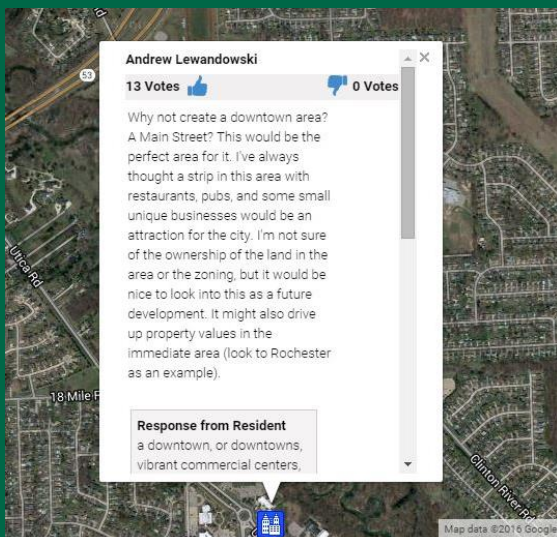 Andrew Lewandowski
13 Votes 0 Votes
53
Why not create a downtown area?
A Main Street? This would be the
perfect area for it. I've always
thought a strip in this area with
restaurants, pubs, and some small
unique businesses would be an
attraction for the city. I'm not sure
of the ownership of the land in the
area or the zoning, but it would be
nice to look into this as a future
development. It might also drive
up property values in the
immediate area (look to Rochester
as an example).
Utica Rd
18 Mile
Response from Resident
a downtown, or downtowns,
vibrant commercial centers,
Clinton River Rd
Map data ©2016 Google